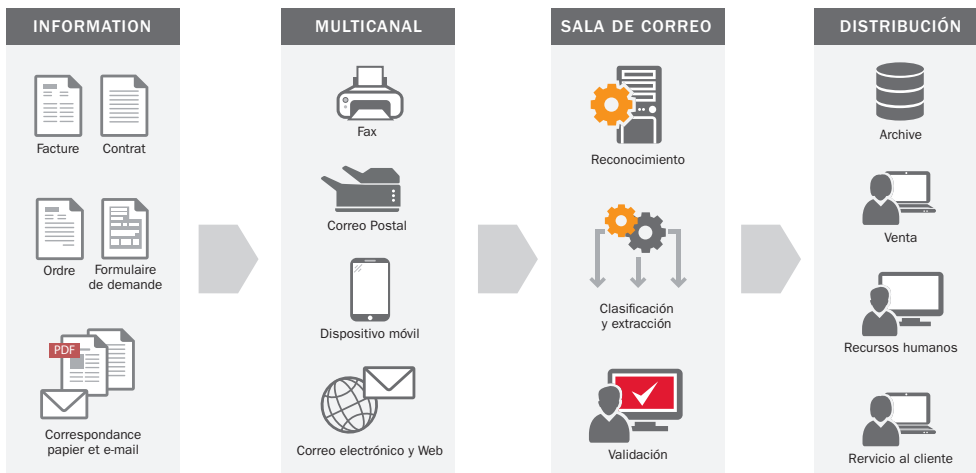 INFORMATION
Facture
Contrat
Ordre
Formulaire
de demande
PDF
Correspondance
papier et e-mail
MULTICANAL
Fax
Correo Postal
Dispositivo móvil
Correo electrónico y Web
SALA DE CORREO
Reconocimiento
Clasificación
y extracción
Validación
DISTRIBUCIÓN
Archive
Venta
Recursos humanos
Rervicio al cliente